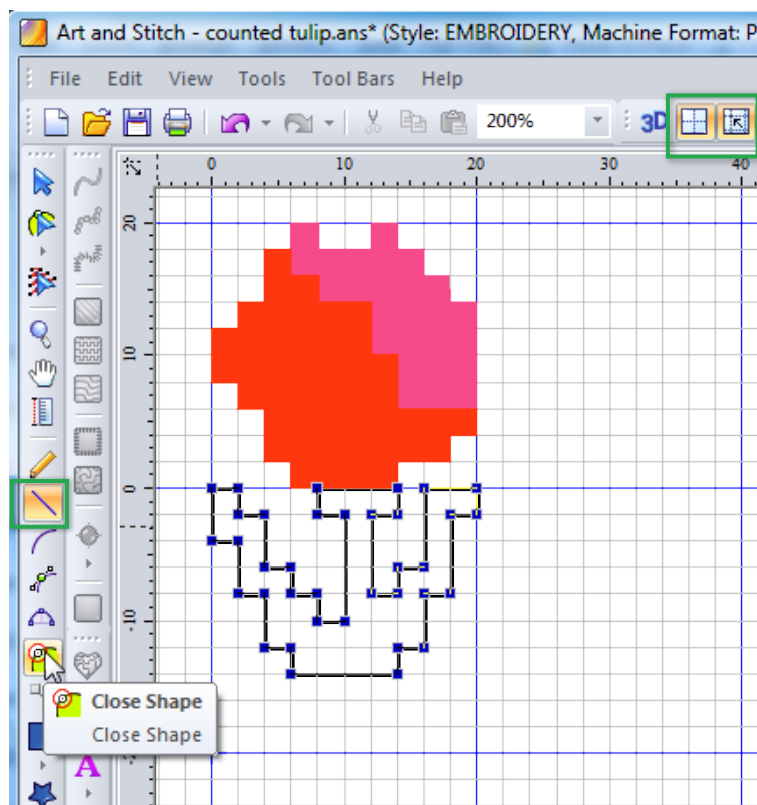 Art and Stitch - counted tulip.ans* (Style: EMBROIDERY, Machine Format: P
File Edit View Tools Tool Bars Help
200%
3D
0 10 20 30 40
20
10
0
-10
Close Shape
Close Shape
A